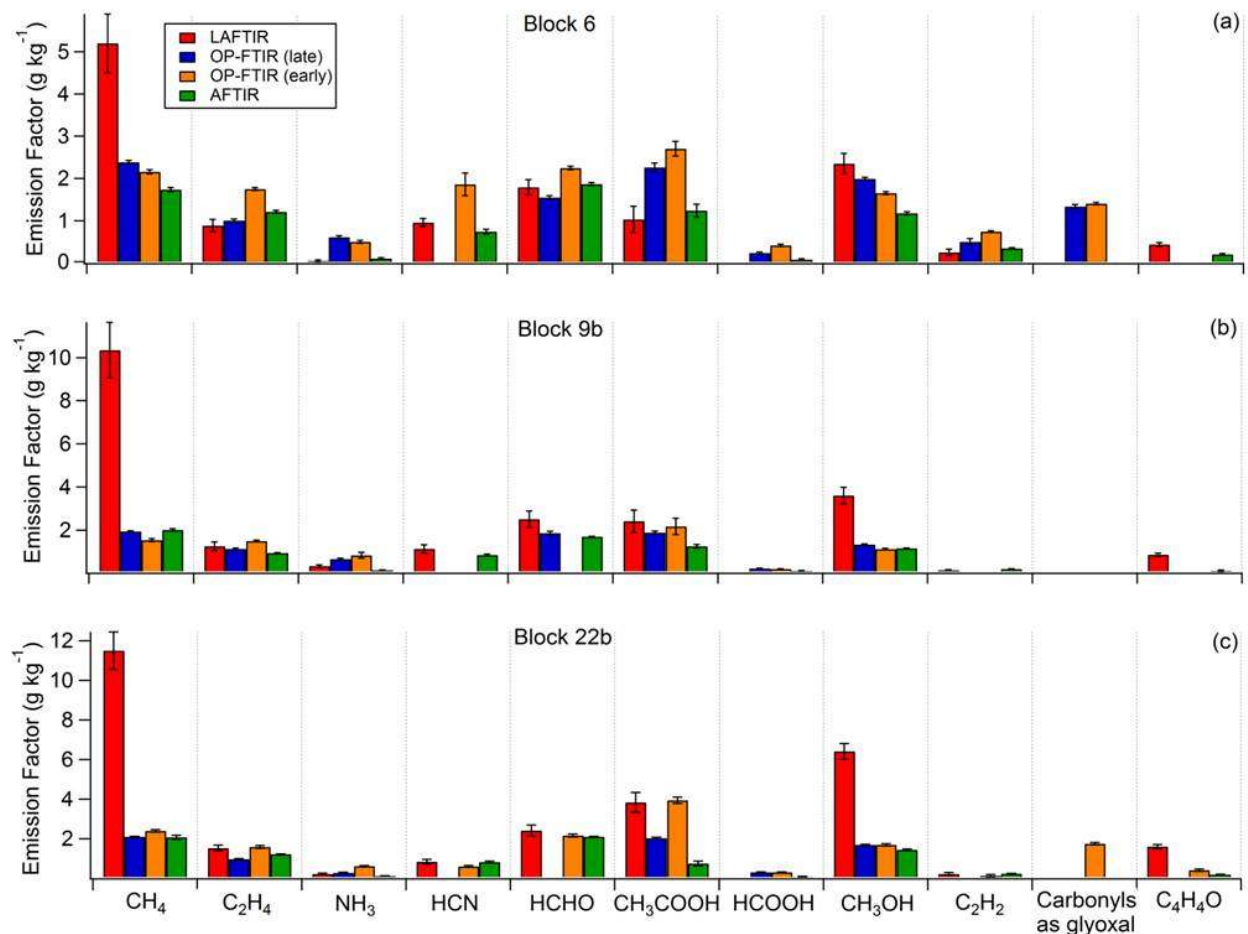 Block 6
(a)
LAFTIR
OP-FTIR (late)
OP-FTIR (early)
AFTIR
Emission Factor (g kg⁻¹)
5
4
3
2
1
0
Block 9b
(b)
Emission Factor (g kg⁻¹)
10
8
6
4
2
Block 22b
(c)
Emission Factor (g kg⁻¹)
12
10
8
6
4
2
CH₄ C₂H₄ NH₃ HCN HCHO CH₃COOH HCOOH CH₃OH C₂H₂ Carbonyls C₄H₄O
as glyoxal